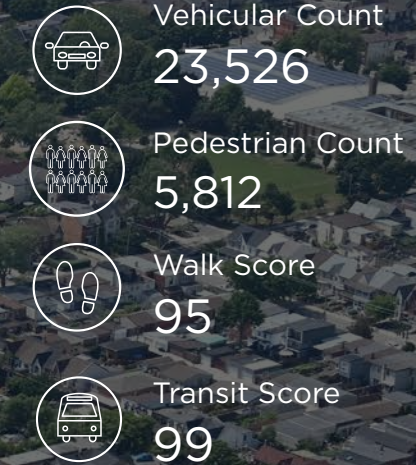 Vehicular Count
23,526
Pedestrian Count
5,812
Walk Score
95
Transit Score
99